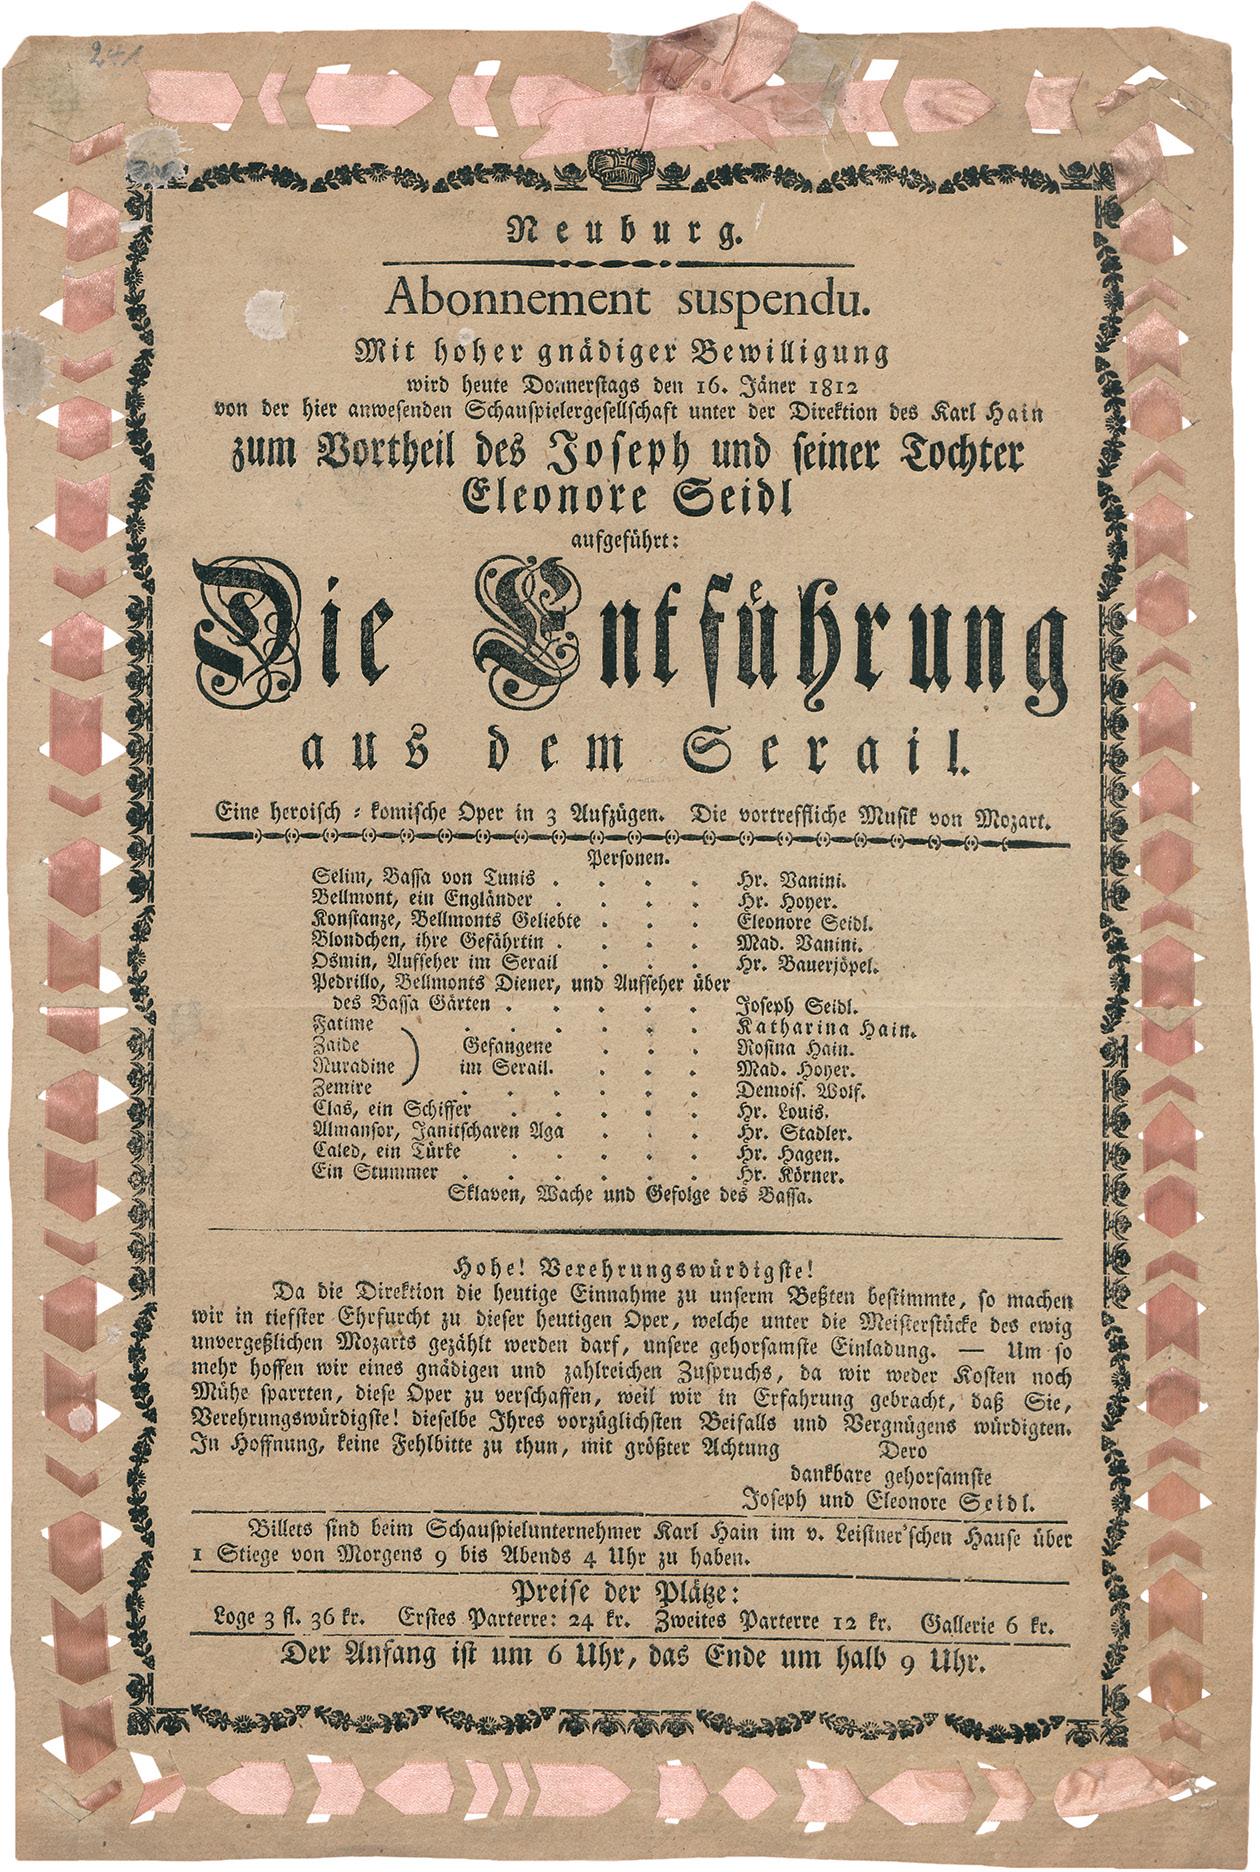 Neuburg.
Abonnement suspendu.
Mit hoher gnädiger Bewilligung
wird heute Donnerstags den 16. Jäner 1812
von der hier anwesenden Schauspielergesellschaft unter der Direktion des Karl Hain
zum Vortheil des Joseph und seiner Tochter
Eleonore Seidl
aufgeführt:
Die Entführung
aus dem Serail.
Eine heroisch = komische Oper in 3 Aufzügen. Die vortreffliche Musik von Mozart.
Personen.
Selim, Bassa von Tunis . . . . Hr. Vanini.
Bellmont, ein Engländer . . . . Hr. Hoyer.
Konstanze, Bellmonts Geliebte . . . Eleonore Seidl.
Blondchen, ihre Gefährtin . . . . Mad. Vanini.
Osmin, Aufseher im Serail . . . Hr. Bauerjöpel.
Pedrillo, Bellmonts Diener, und Aufseher über
des Bassa Gärten . . . . . Joseph Seidl.
Fatime . . . . . . Katharina Hain.
Zaide ) Gefangene . . . Rosina Hain.
Nuradine ) im Serail. . . . Mad. Hoyer.
Zemire . . . . . . Demois. Wolf.
Clas, ein Schiffer . . . . . Hr. Louis.
Almansor, Janitscharen Aga . . . Hr. Stadler.
Caled, ein Türke . . . . . Hr. Hagen.
Ein Stummer . . . . . . Hr. Körner.
Sklaven, Wache und Gefolge des Bassa.
Hohe! Verehrungswürdigste!
Da die Direktion die heutige Einnahme zu unserm Beßten bestimmte, so machen
wir in tiefster Ehrfurcht zu dieser heutigen Oper, welche unter die Meisterstücke des ewig
unvergeßlichen Mozarts gezählt werden darf, unsere gehorsamste Einladung. — Um so
mehr hoffen wir eines gnädigen und zahlreichen Zuspruchs, da wir weder Kosten noch
Mühe sparrten, diese Oper zu verschaffen, weil wir in Erfahrung gebracht, daß Sie,
Verehrungswürdigste! dieselbe Ihres vorzüglichsten Beifalls und Vergnügens würdigten.
In Hoffnung, keine Fehlbitte zu thun, mit größter Achtung Dero
dankbare gehorsamste
Joseph und Eleonore Seidl.
Billets sind beim Schauspielunternehmer Karl Hain im v. Leistner'schen Hause über
1 Stiege von Morgens 9 bis Abends 4 Uhr zu haben.
Preise der Plätze:
Loge 3 fl. 36 kr. Erstes Parterre: 24 kr. Zweites Parterre 12 kr. Gallerie 6 kr.
Der Anfang ist um 6 Uhr, das Ende um halb 9 Uhr.